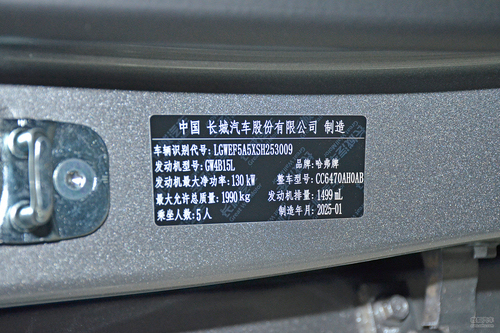 中国 长城汽车股份有限公司 制造
车辆识别代号: LGWEF5A5XSH253009
发动机型号: GW4B15L 品牌: 哈弗牌
发动机最大净功率: 130 kW 整车型号: CC6470AH0AB
最大允许总质量: 1990 kg 发动机排量: 1499 mL
乘坐人数: 5 人 制造年月: 2025-01